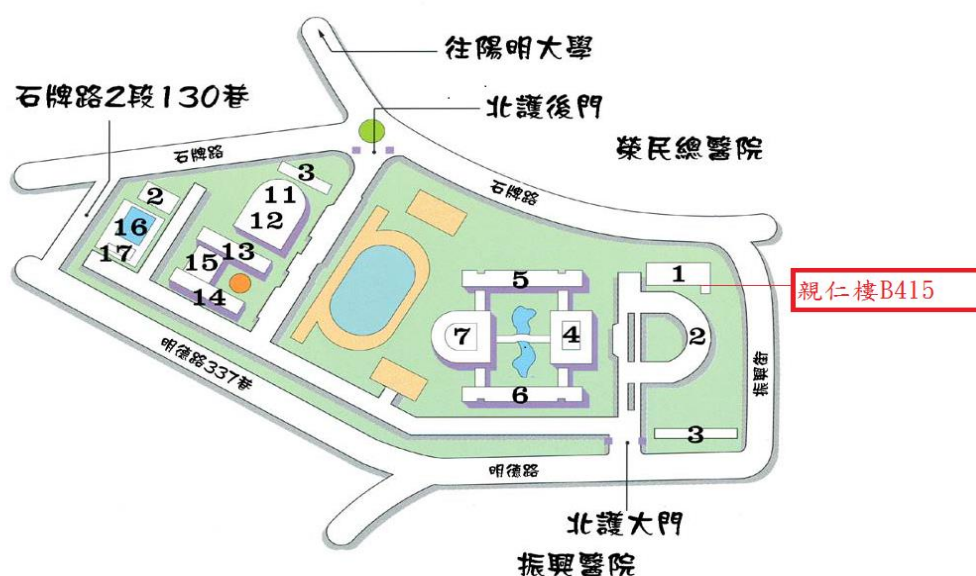 往陽明大學
石牌路2段130巷
北護後門
榮民總醫院
石牌路
石牌路
3
11
12
2
16
17
13
15
14
5
7
4
6
1
2
3
親仁樓B415
振興街
明德路337巷
明德路
北護大門
振興醫院